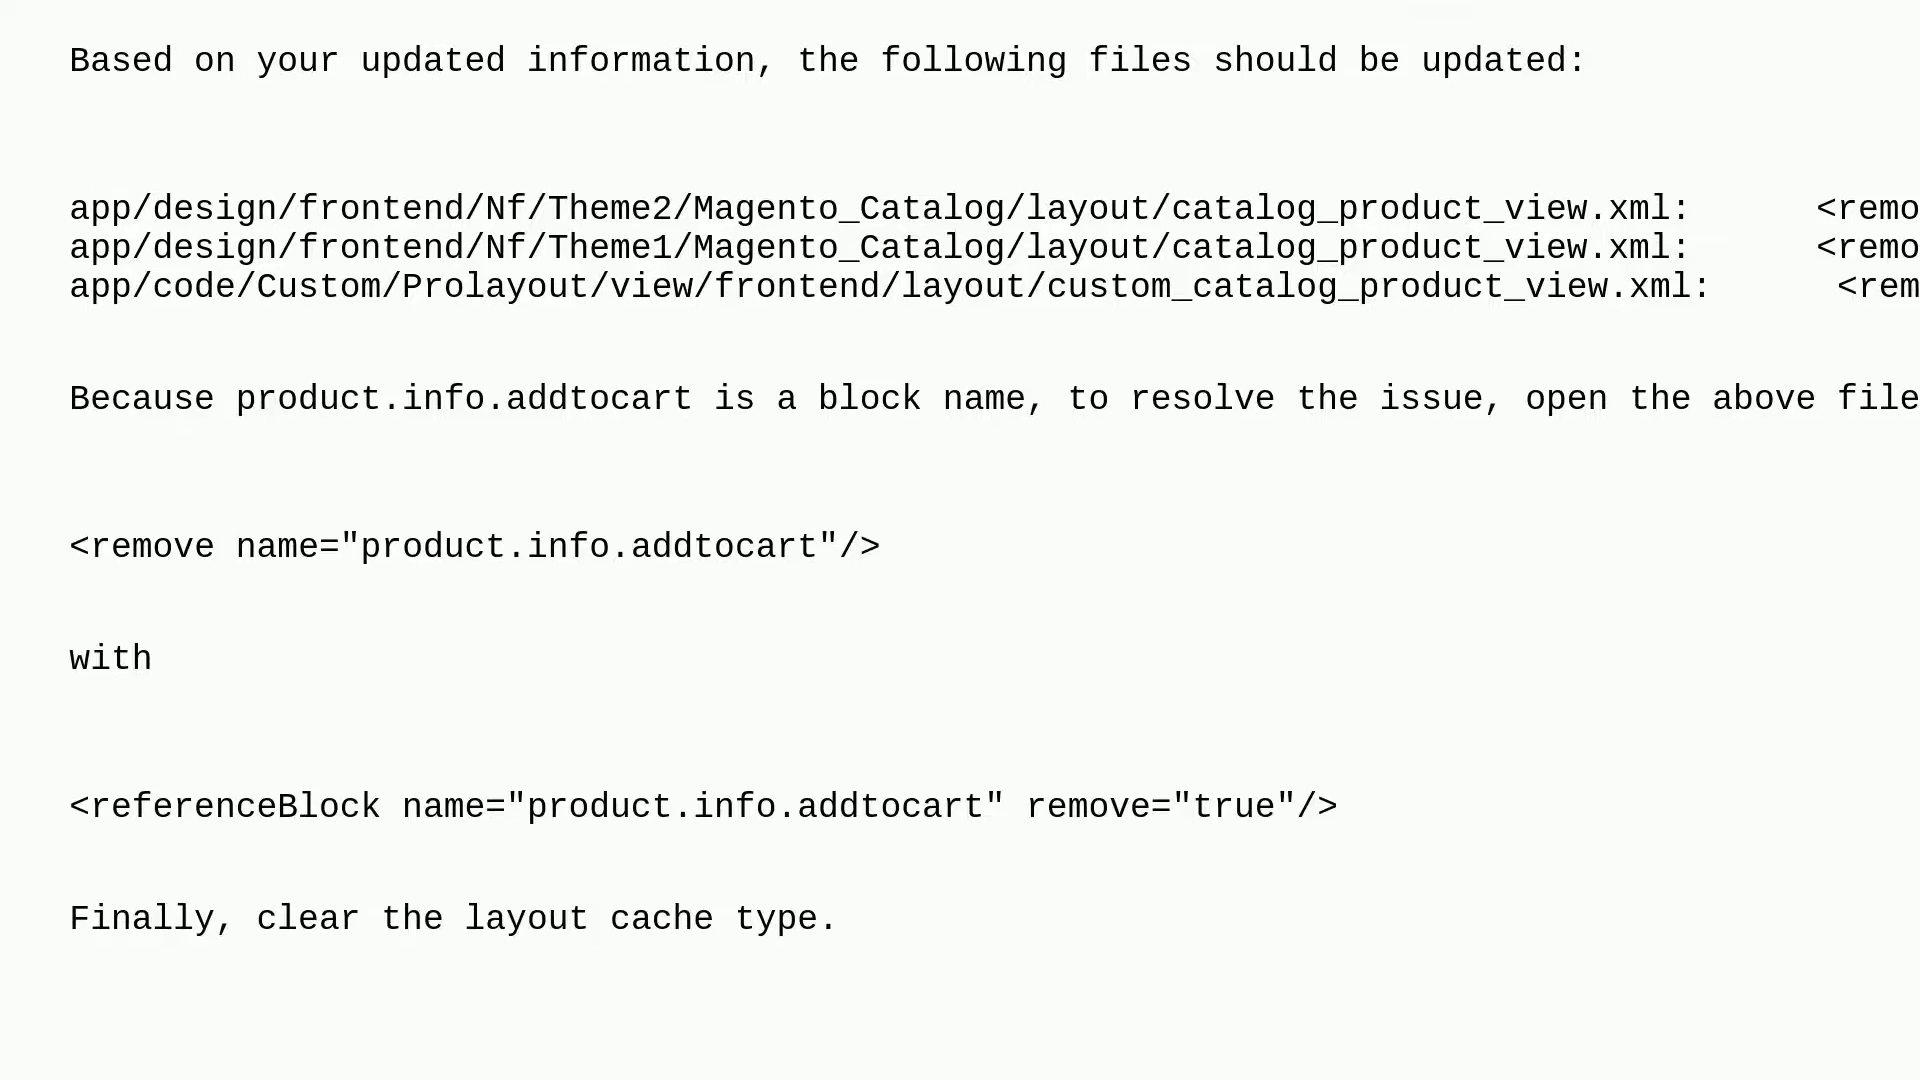 Based on your updated information, the following files should be updated:
app/design/frontend/Nf/Theme2/Magento_Catalog/layout/catalog_product_view.xml:      <remo
app/design/frontend/Nf/Theme1/Magento_Catalog/layout/catalog_product_view.xml:      <remo
app/code/Custom/Prolayout/view/frontend/layout/custom_catalog_product_view.xml:      <rem
Because product.info.addtocart is a block name, to resolve the issue, open the above file
<remove name="product.info.addtocart"/>
with
<referenceBlock name="product.info.addtocart" remove="true"/>
Finally, clear the layout cache type.